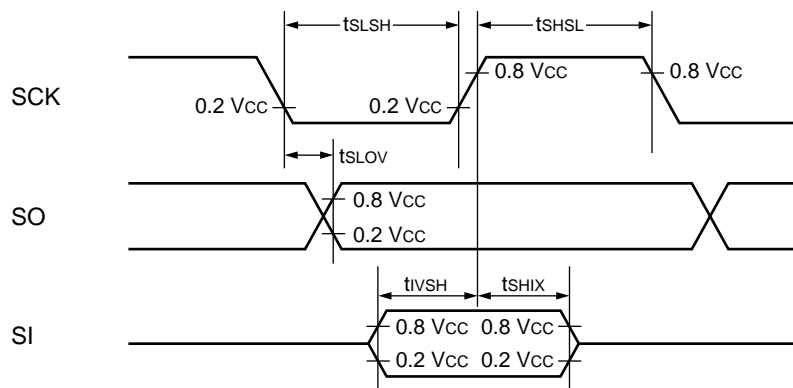 tSLSH tSHSL
SCK 0.8 VCC 0.8 VCC
0.2 VCC 0.2 VCC
tSLOV
SO 0.8 VCC
0.2 VCC
tIVSH tSHIX
SI 0.8 VCC 0.8 VCC
0.2 VCC 0.2 VCC